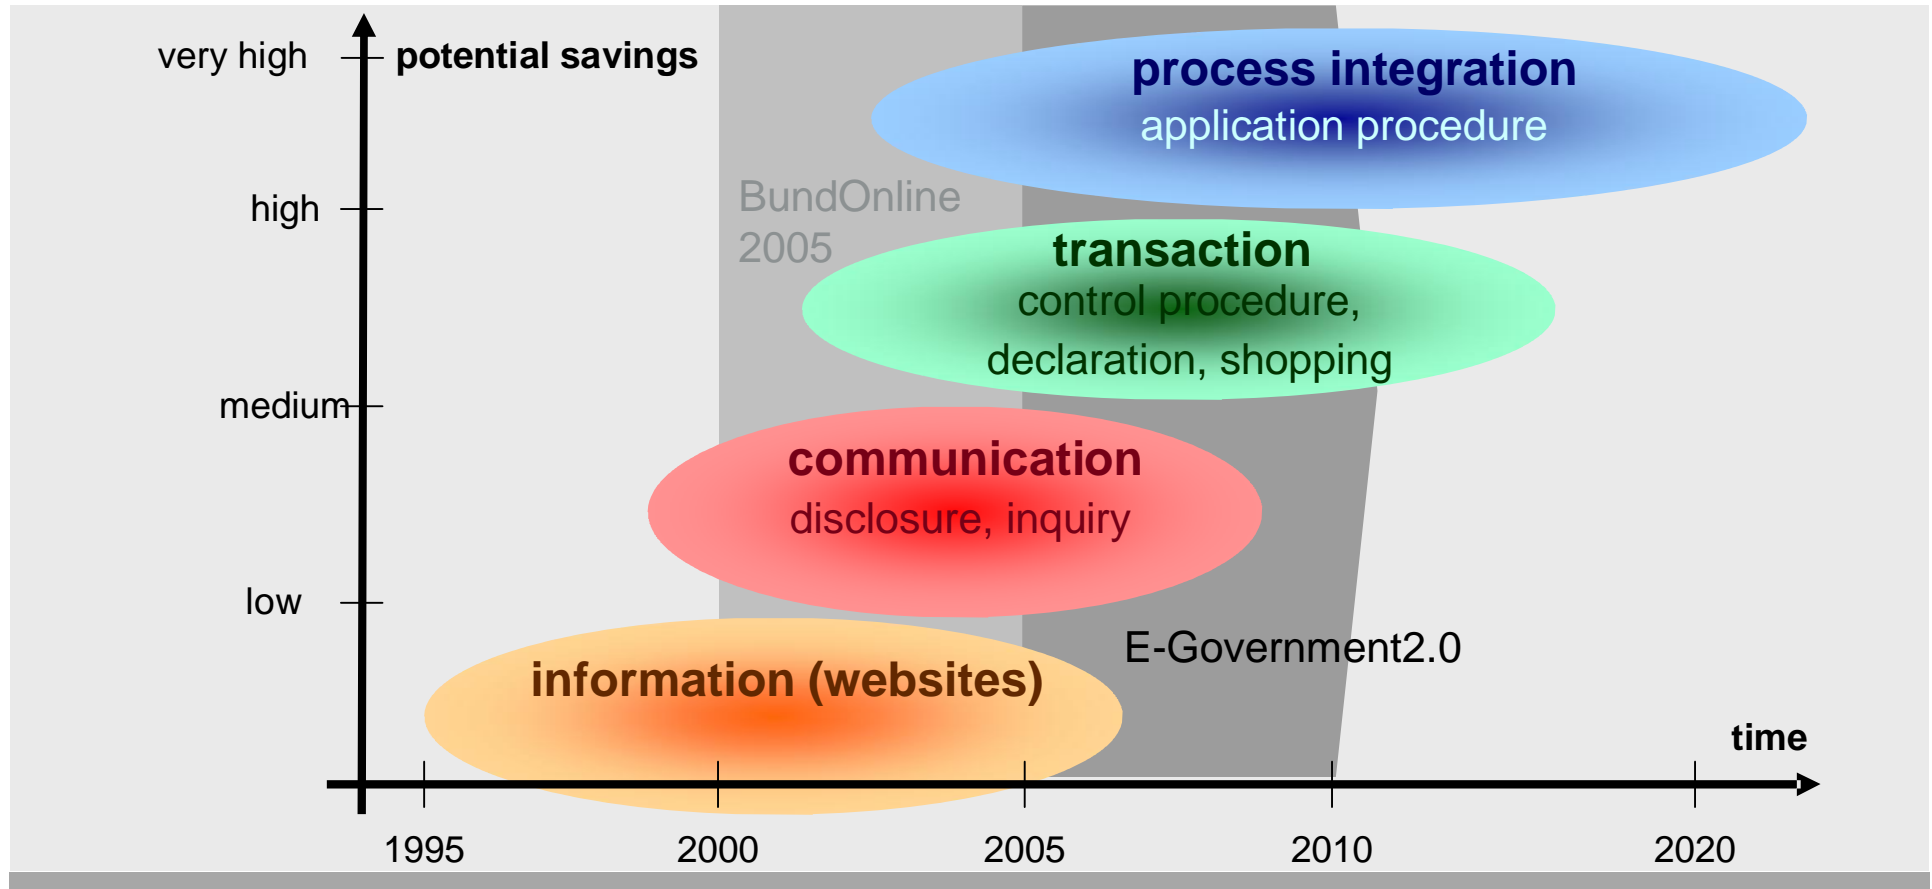 very high
potential savings
process integration
application procedure
high
BundOnline
2005
transaction
control procedure,
declaration, shopping
medium
communication
disclosure, inquiry
low
E-Government2.0
information (websites)
time
1995
2000
2005
2010
2020